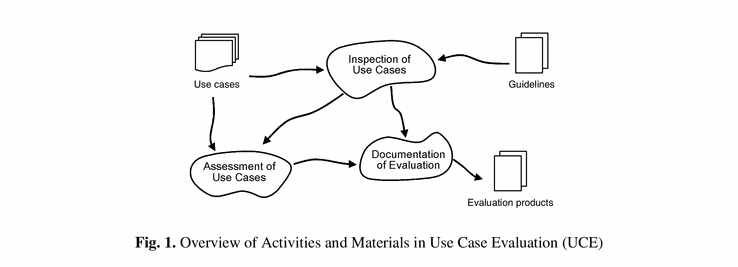 Inspection of
Use Cases
Use cases
Guidelines
Assessment of
Use Cases
Documentation
of Evaluation
Evaluation products
Fig. 1. Overview of Activities and Materials in Use Case Evaluation (UCE)